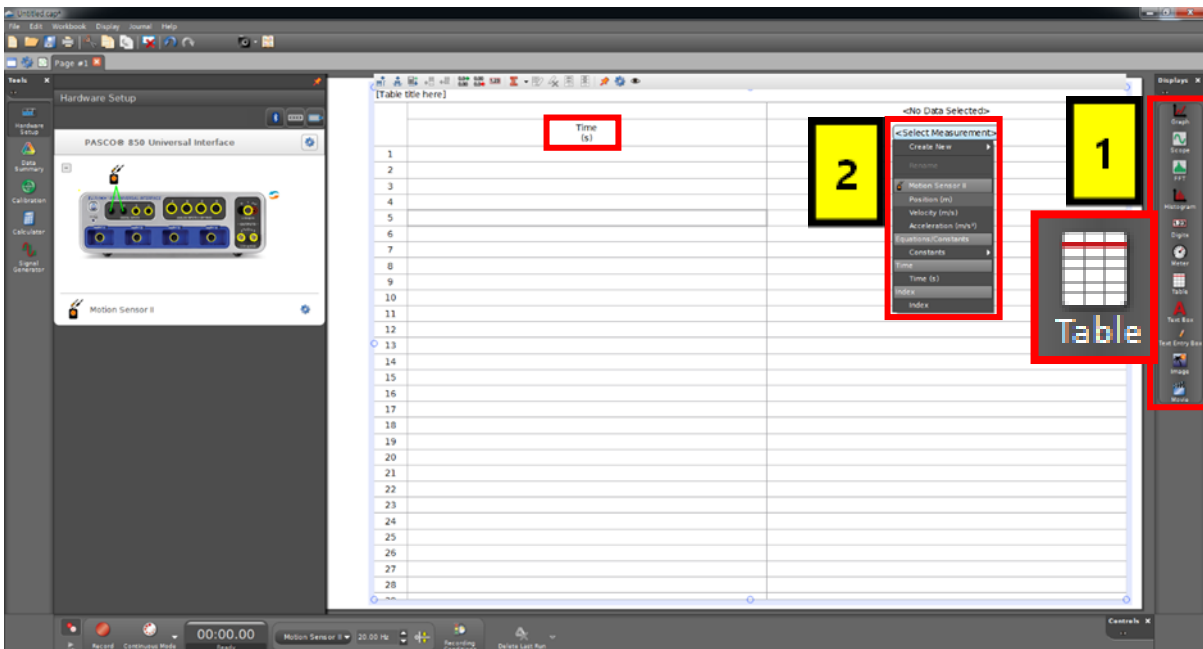 Untitled.cap*
File Edit Workbook Display Journal Help
Page #1
Tools
Hardware Setup
Data Summary
Calibration
Calculator
Signal Generator
Hardware Setup
PASCO® 850 Universal Interface
Motion Sensor II
[Table title here]
<No Data Selected>
Time
(s)
<Select Measurement>
Create New
Rename
Motion Sensor II
Position (m)
Velocity (m/s)
Acceleration (m/s²)
Equations/Constants
Constants
Time
Time (s)
Index
Index
1
2
3
4
5
6
7
8
9
10
11
12
13
14
15
16
17
18
19
20
21
22
23
24
25
26
27
28
2
1
Table
Displays
Graph
Scope
FFT
Histogram
Digits
Meter
Table
Text Box
Text Entry Box
Image
Movie
Record
Continuous Mode
00:00.00
Ready
Motion Sensor II
20.00 Hz
Recording Conditions
Delete Last Run
Controls